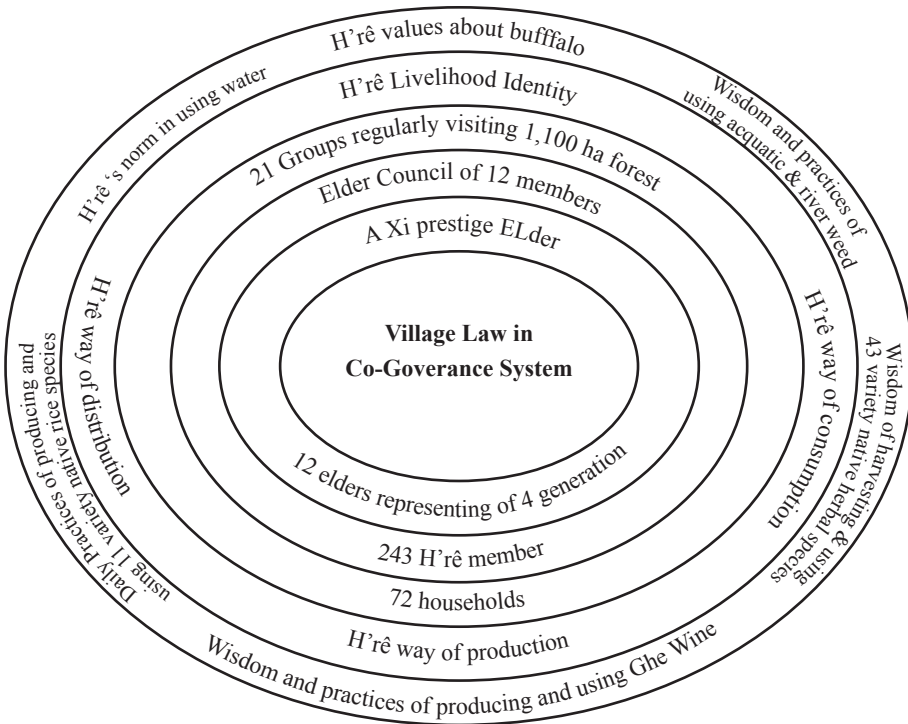 H'rê values about bufffalo
H'rê 's norm in using water
Wisdom and practices of
using acquatic & river weed
H'rê Livelihood Identity
21 Groups regularly visiting 1,100 ha forest
Elder Council of 12 members
A Xi prestige ELder
Village Law in
Co-Goverance System
12 elders representing of 4 generation
243 H'rê member
72 households
H'rê way of production
H'rê way of distribution
H'rê way of consumption
Daily Practices of producing and
using 11 variety native rice species
Wisdom of harvesting & using
43 variety native herbal species
Wisdom and practices of producing and using Ghe Wine